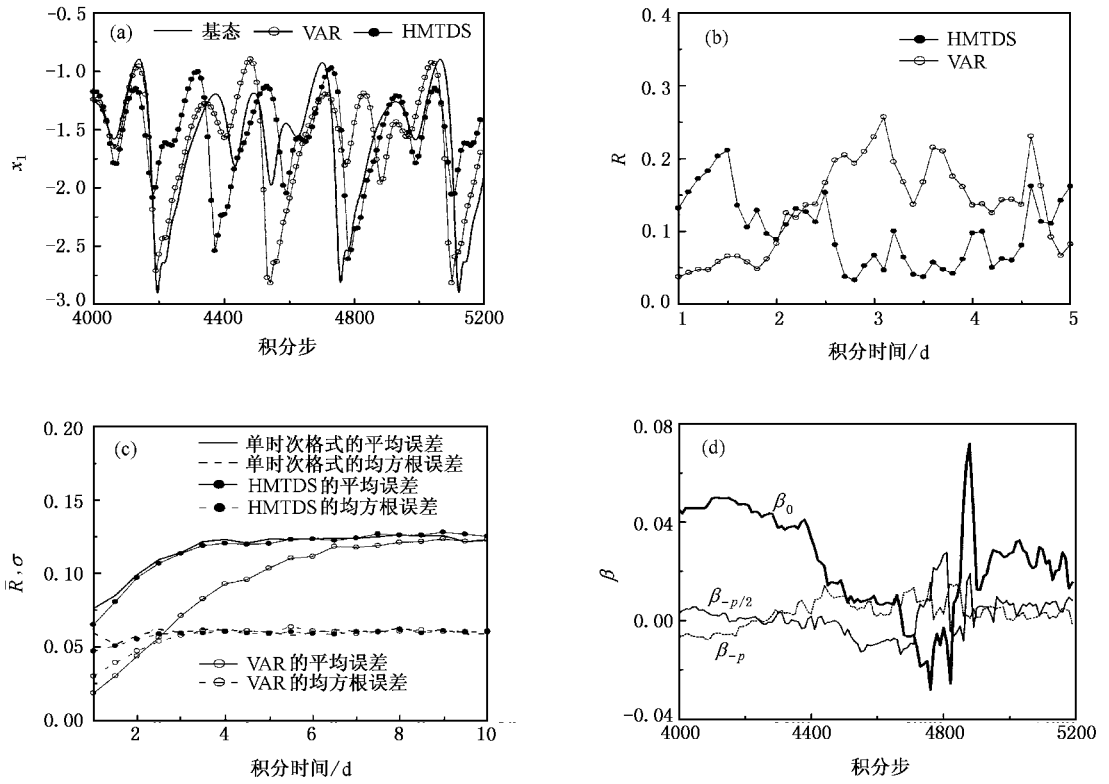 (a)
基态 VAR HMTDS
-0.5
-1.0
-1.5
-2.0
-2.5
-3.0
x₁
4000 4400 4800 5200
积分步
(b)
HMTDS
VAR
0.4
0.3
0.2
0.1
0.0
R
1 2 3 4 5
积分时间/d
(c)
单时次格式的平均误差
单时次格式的均方根误差
HMTDS的平均误差
HMTDS的均方根误差
VAR的平均误差
VAR的均方根误差
0.20
0.15
0.10
0.05
0.00
R̄,σ
2 4 6 8 10
积分时间/d
(d)
0.08
0.04
0.00
-0.04
β
β₀
β₋p/2
β₋p
4000 4400 4800 5200
积分步